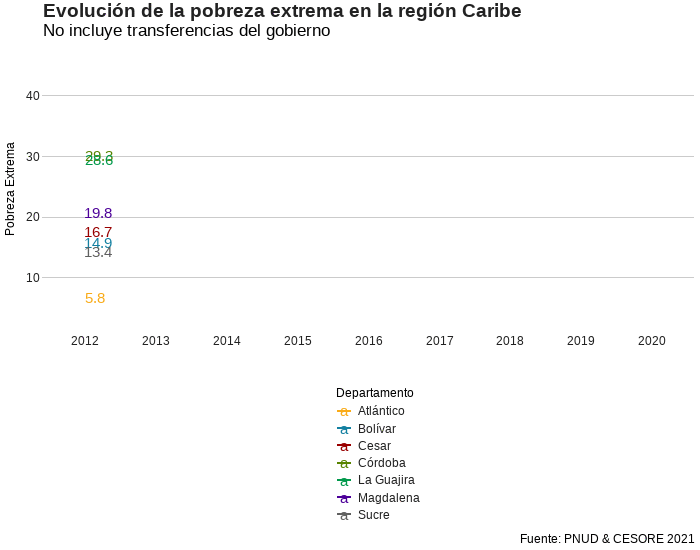 Evolución de la pobreza extrema en la región Caribe
No incluye transferencias del gobierno
Pobreza Extrema
40
30
20
10
29.3
28.6
19.8
16.7
14.9
13.4
5.8
2012 2013 2014 2015 2016 2017 2018 2019 2020
Departamento
a Atlántico
a Bolívar
a Cesar
a Córdoba
a La Guajira
a Magdalena
a Sucre
Fuente: PNUD & CESORE 2021